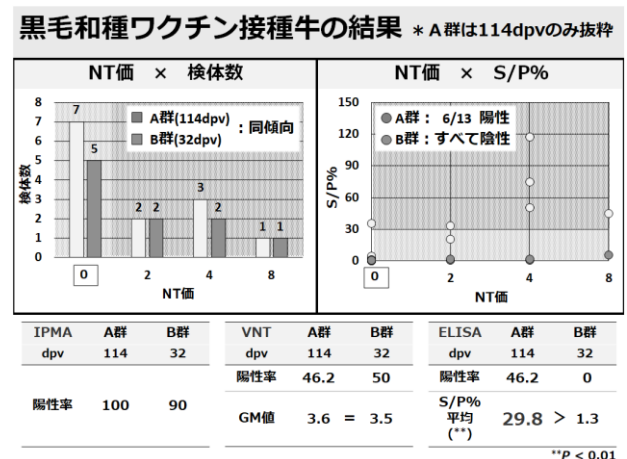 黒毛和種ワクチン接種牛の結果 ＊A群は114dpvのみ抜粋
NT価 × 検体数
8
7
6
5
4
3
2
1
0
検体数
7
5
2
2
3
2
1
1
A群(114dpv)
B群(32dpv)
：同傾向
0
2
4
8
NT価
NT価 × S/P%
150
120
90
60
30
0
S/P%
A群： 6/13 陽性
B群：すべて陰性
0
2
4
8
NT価
IPMA A群 B群
dpv 114 32
陽性率 100 90
VNT A群 B群
dpv 114 32
陽性率 46.2 50
GM値 3.6 = 3.5
ELISA A群 B群
dpv 114 32
陽性率 46.2 0
S/P%
平均
(**)
29.8 > 1.3
**P < 0.01